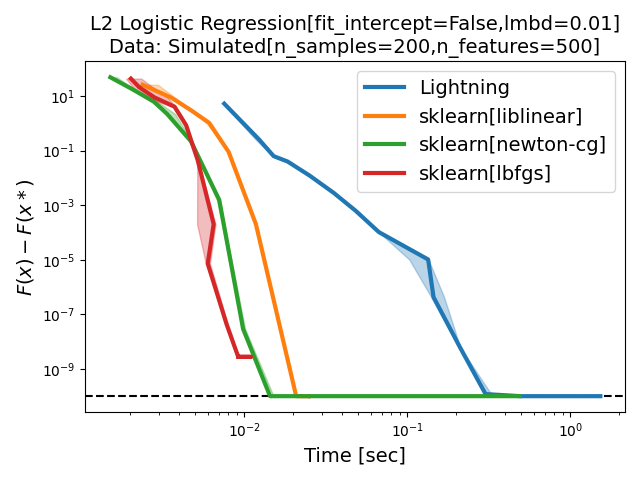 L2 Logistic Regression[fit_intercept=False,lmbd=0.01]
Data: Simulated[n_samples=200,n_features=500]
Lightning
sklearn[liblinear]
sklearn[newton-cg]
sklearn[lbfgs]
F(x) − F(x*)
10¹
10⁻¹
10⁻³
10⁻⁵
10⁻⁷
10⁻⁹
10⁻²
10⁻¹
10⁰
Time [sec]